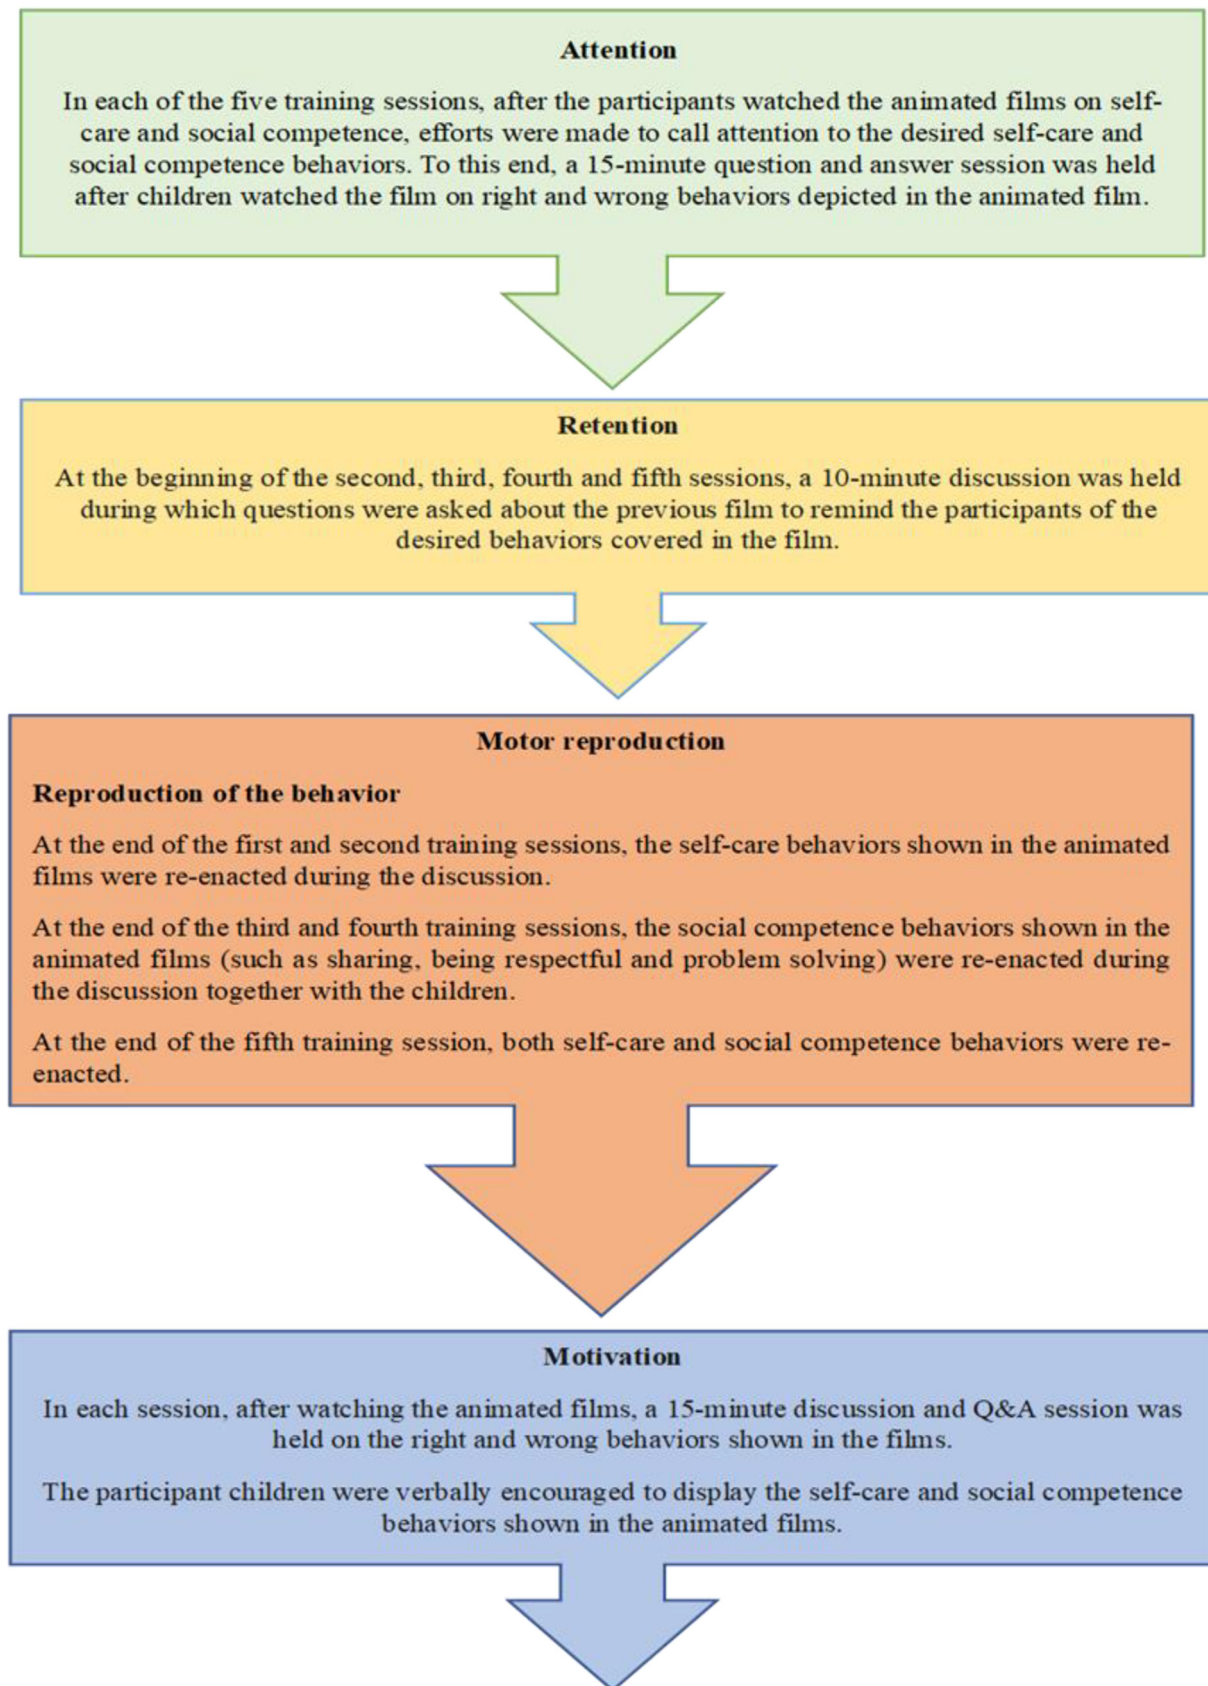 Attention
In each of the five training sessions, after the participants watched the animated films on self-
care and social competence, efforts were made to call attention to the desired self-care and
social competence behaviors. To this end, a 15-minute question and answer session was held
after children watched the film on right and wrong behaviors depicted in the animated film.
Retention
At the beginning of the second, third, fourth and fifth sessions, a 10-minute discussion was held
during which questions were asked about the previous film to remind the participants of the
desired behaviors covered in the film.
Motor reproduction
Reproduction of the behavior
At the end of the first and second training sessions, the self-care behaviors shown in the animated
films were re-enacted during the discussion.
At the end of the third and fourth training sessions, the social competence behaviors shown in the
animated films (such as sharing, being respectful and problem solving) were re-enacted during
the discussion together with the children.
At the end of the fifth training session, both self-care and social competence behaviors were re-
enacted.
Motivation
In each session, after watching the animated films, a 15-minute discussion and Q&A session was
held on the right and wrong behaviors shown in the films.
The participant children were verbally encouraged to display the self-care and social competence
behaviors shown in the animated films.